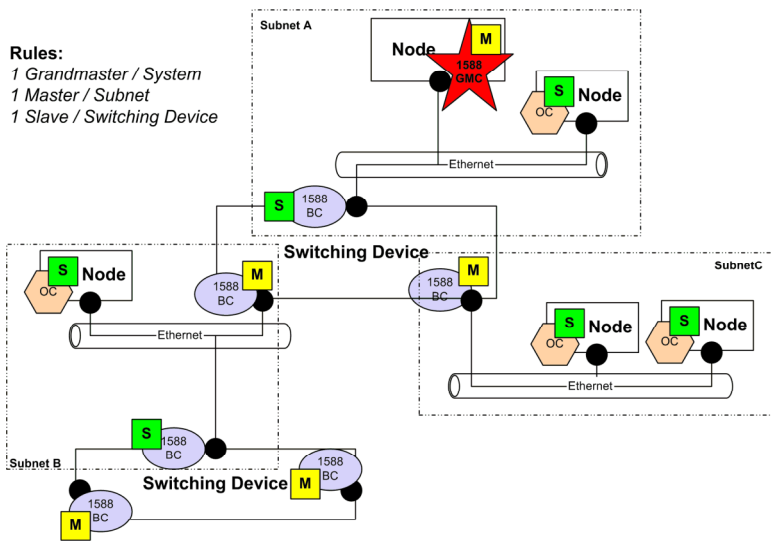 Rules:
1 Grandmaster / System
1 Master / Subnet
1 Slave / Switching Device
Subnet A
Node
M
1588
GMC
S
OC
Node
Ethernet
S
1588
BC
Switching Device
S
OC
Node
M
1588
BC
M
1588
BC
SubnetC
Ethernet
S
OC
Node
S
OC
Node
Ethernet
S
1588
BC
Subnet B
Switching Device
1588
BC
M
1588
BC
M